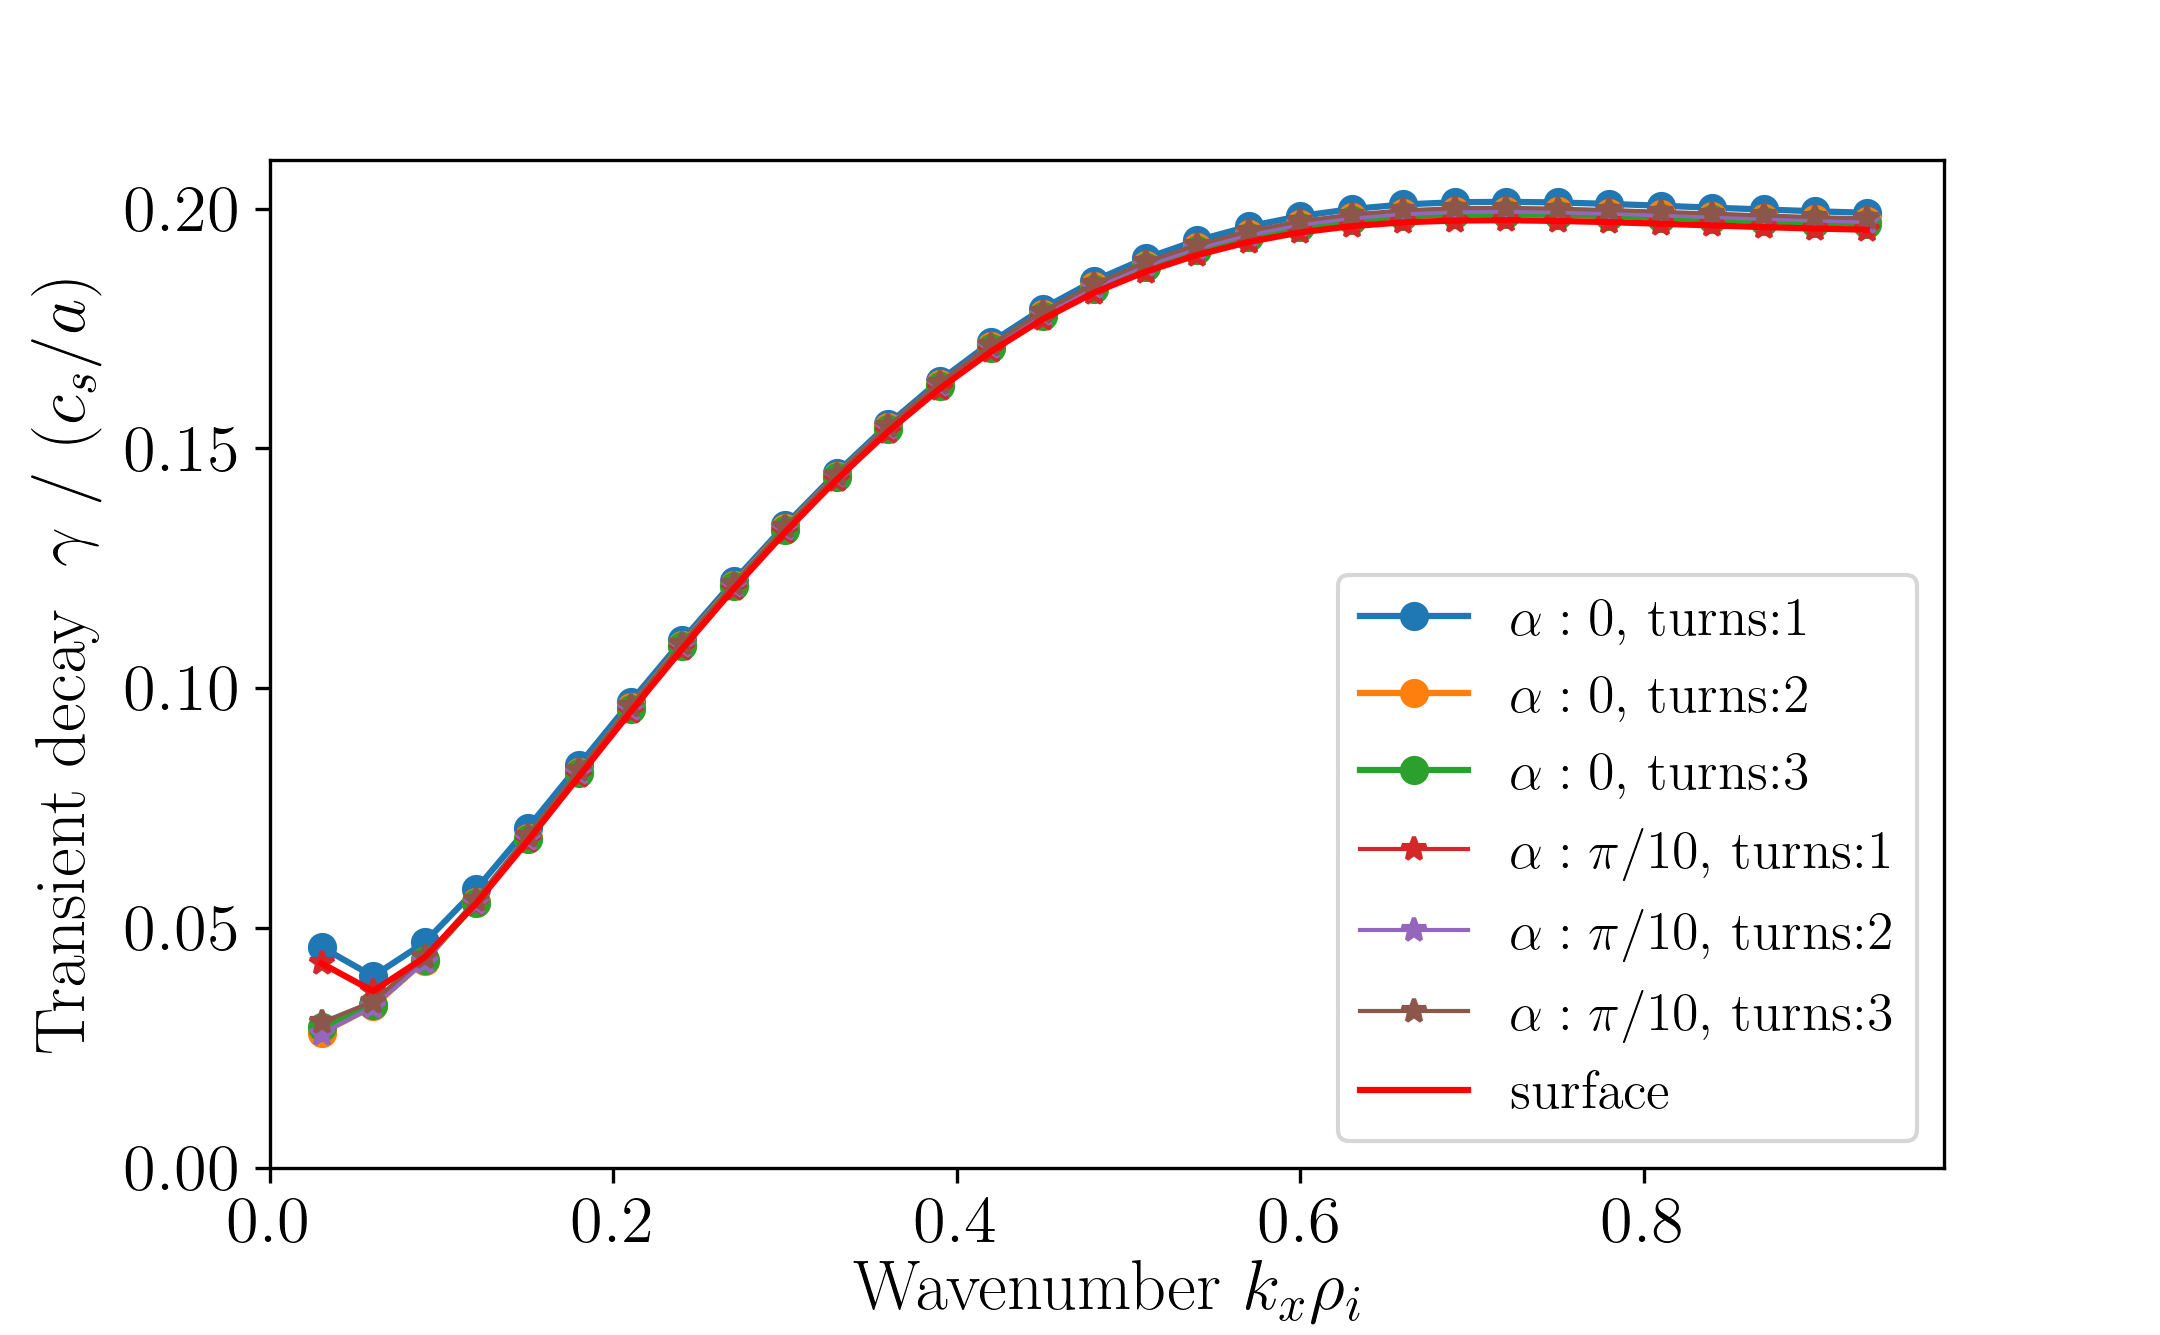 Transient decay γ / (c_s/a)
0.20
0.15
0.10
0.05
0.00
0.0 0.2 0.4 0.6 0.8
Wavenumber k_xρ_i
α : 0, turns:1
α : 0, turns:2
α : 0, turns:3
α : π/10, turns:1
α : π/10, turns:2
α : π/10, turns:3
surface